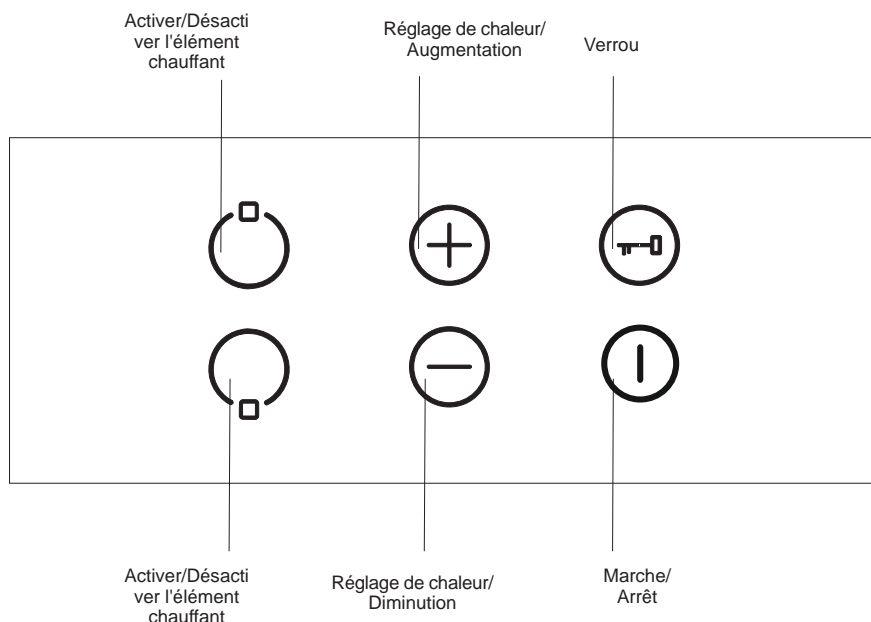 Activer/Désacti
ver l'élément
chauffant
Réglage de chaleur/
Augmentation
Verrou
Activer/Désacti
ver l'élément
chauffant
Réglage de chaleur/
Diminution
Marche/
Arrêt